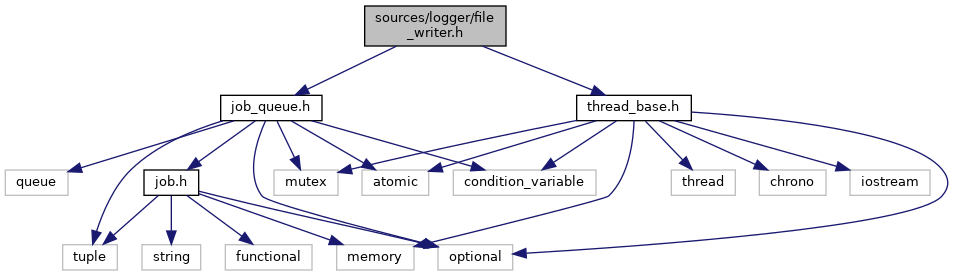 sources/logger/file
_writer.h
job_queue.h
thread_base.h
queue
job.h
mutex
atomic
condition_variable
thread
chrono
iostream
tuple
string
functional
memory
optional